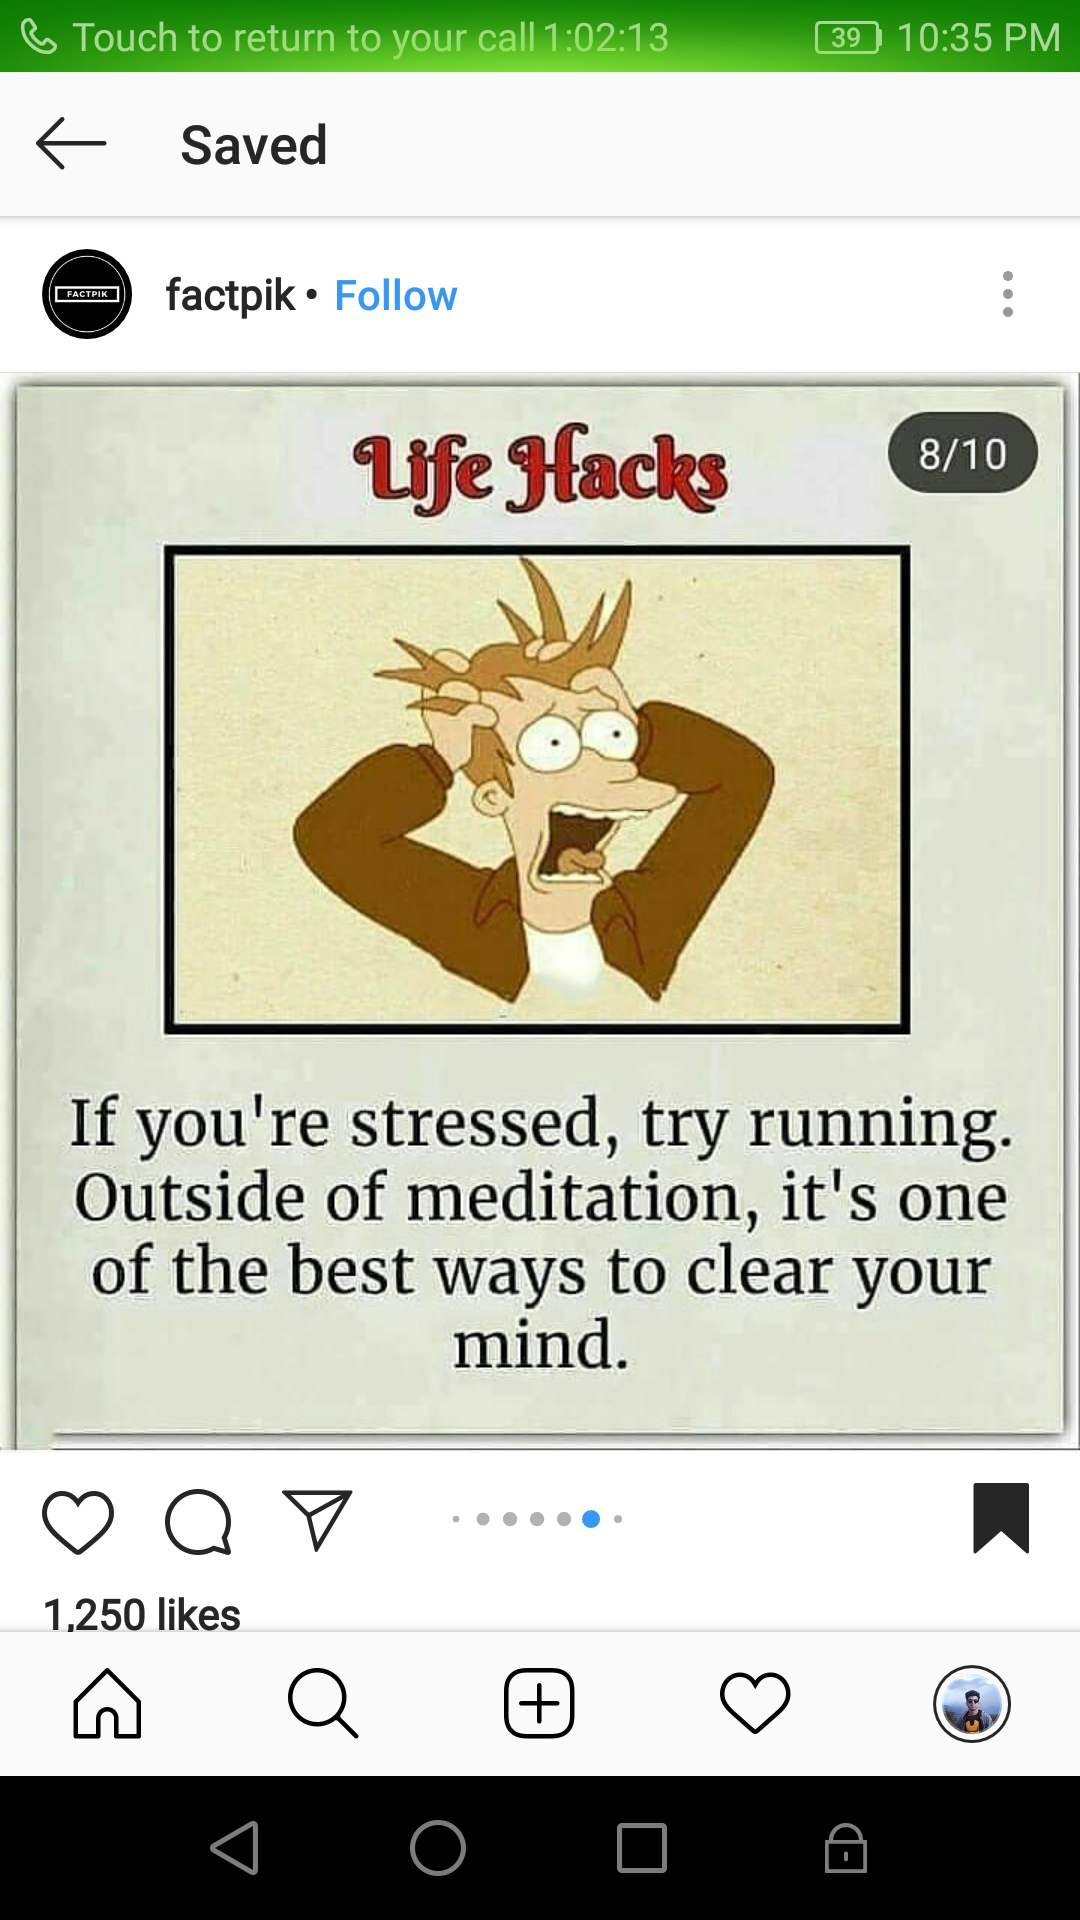 Touch to return to your call 1:02:13 39 10:35 PM
Saved
FACTPIK
factpik • Follow
Life Hacks
8/10
If you're stressed, try running.
Outside of meditation, it's one
of the best ways to clear your
mind.
1,250 likes